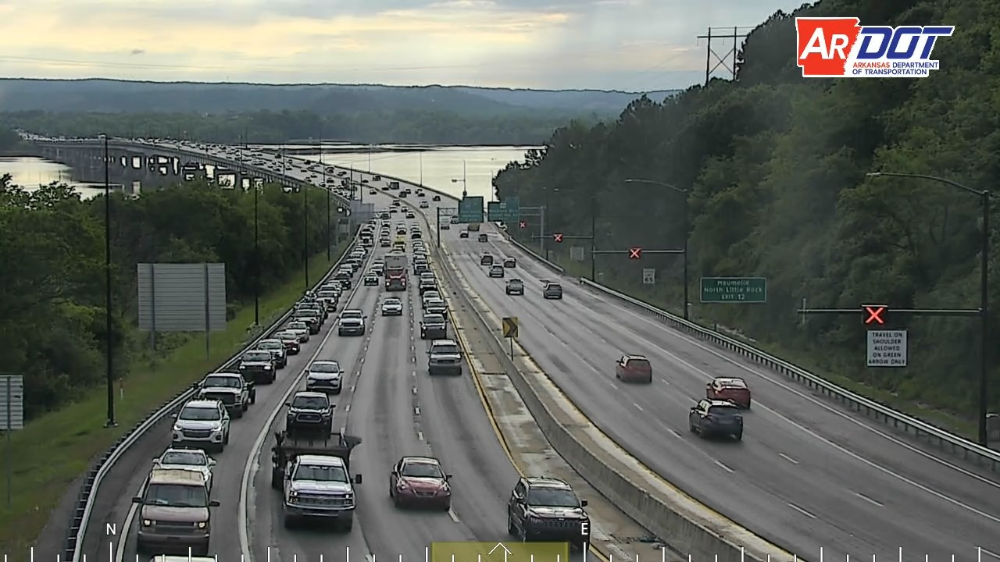 ARDOT
ARKANSAS DEPARTMENT
OF TRANSPORTATION
Maumelle
North Little Rock
EXIT 12
65
TRAVEL ON
SHOULDER
ALLOWED
ON GREEN
ARROW ONLY
N
E